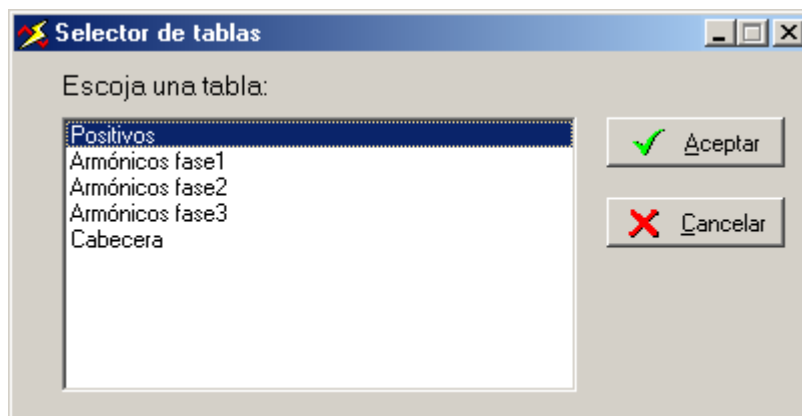 Selector de tablas
Escoja una tabla:
Positivos
Armónicos fase1
Armónicos fase2
Armónicos fase3
Cabecera
Aceptar
Cancelar